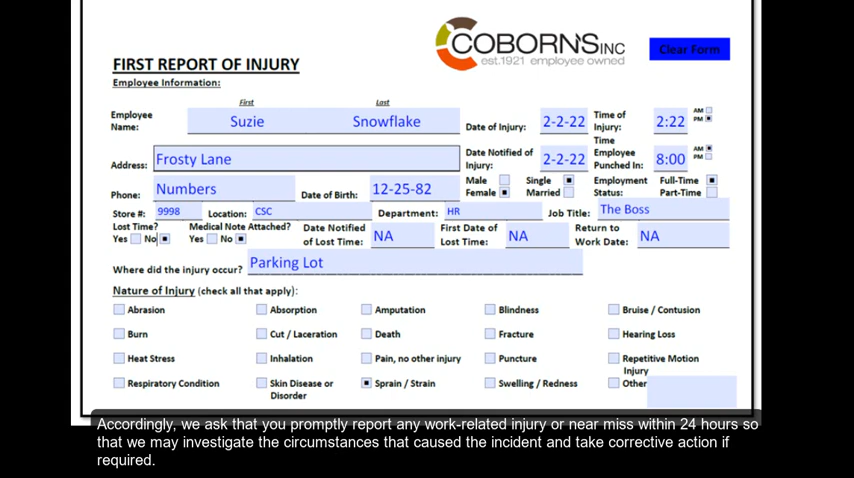 COBORN'S INC
est.1921 employee owned
Clear Form
FIRST REPORT OF INJURY
Employee Information:
First Last
Employee Name: Suzie Snowflake Date of Injury: 2-2-22 Time of Injury: 2:22 AM PM
Address: Frosty Lane Date Notified of Injury: 2-2-22 Time Employee Punched In: 8:00 AM PM
Phone: Numbers Date of Birth: 12-25-82 Male Female Single Married Employment Status: Full-Time Part-Time
Store #: 9998 Location: CSC Department: HR Job Title: The Boss
Lost Time? Yes No Medical Note Attached? Yes No Date Notified of Lost Time: NA First Date of Lost Time: NA Return to Work Date: NA
Where did the injury occur? Parking Lot
Nature of Injury (check all that apply):
Abrasion Absorption Amputation Blindness Bruise / Contusion
Burn Cut / Laceration Death Fracture Hearing Loss
Heat Stress Inhalation Pain, no other injury Puncture Repetitive Motion Injury
Respiratory Condition Skin Disease or Disorder Sprain / Strain Swelling / Redness Other
Accordingly, we ask that you promptly report any work-related injury or near miss within 24 hours so
that we may investigate the circumstances that caused the incident and take corrective action if
required.